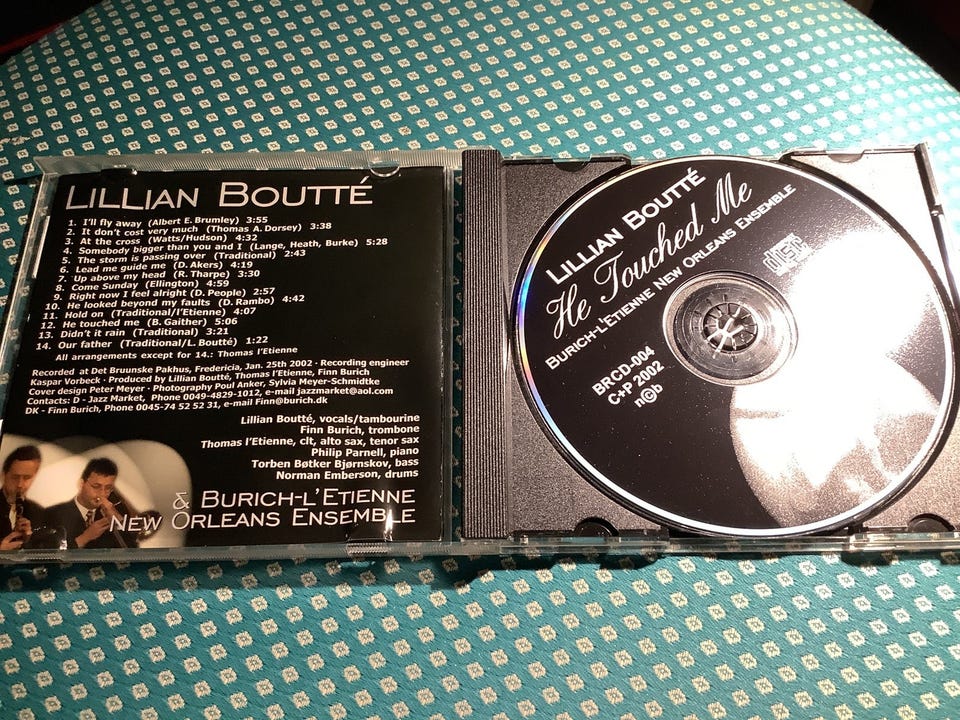 LILLIAN BOUTTÉ
1. I'll fly away (Albert E. Brumley) 3:55
2. It don't cost very much (Thomas A. Dorsey) 3:38
3. At the cross (Watts/Hudson) 4:32
4. Somebody bigger than you and I (Lange, Heath, Burke) 5:28
5. The storm is passing over (Traditional) 2:43
6. Lead me guide me (D. Akers) 4:19
7. Up above my head (R. Tharpe) 3:30
8. Come Sunday (Ellington) 4:59
9. Right now I feel alright (D. People) 2:57
10. He looked beyond my faults (D. Rambo) 4:42
11. Hold on (Traditional/l'Etienne) 4:07
12. He touched me (B. Gaither) 5:06
13. Didn't it rain (Traditional) 3:21
14. Our father (Traditional/L. Boutté) 1:22
All arrangements except for 14.: Thomas l'Etienne
Recorded at Det Bruunske Pakhus, Fredericia, Jan. 25th 2002 · Recording engineer
Kaspar Vorbeck · Produced by Lillian Boutté, Thomas l'Etienne, Finn Burich
Cover design Peter Meyer · Photography Poul Anker, Sylvia Meyer-Schmidtke
Contacts: D - Jazz Market, Phone 0049-4829-1012, e-mail Jazzmarket@aol.com
DK - Finn Burich, Phone 0045-74 52 52 31, e-mail Finn@burich.dk
Lillian Boutté, vocals/tambourine
Finn Burich, trombone
Thomas l'Etienne, clt, alto sax, tenor sax
Philip Parnell, piano
Torben Bøtker Bjørnskov, bass
Norman Emberson, drums
& BURICH-L'ETIENNE
NEW ORLEANS ENSEMBLE
LILLIAN BOUTTÉ
He Touched Me
BURICH-L'ETIENNE NEW ORLEANS ENSEMBLE
disc
BRCD-004
C+P 2002
n©b